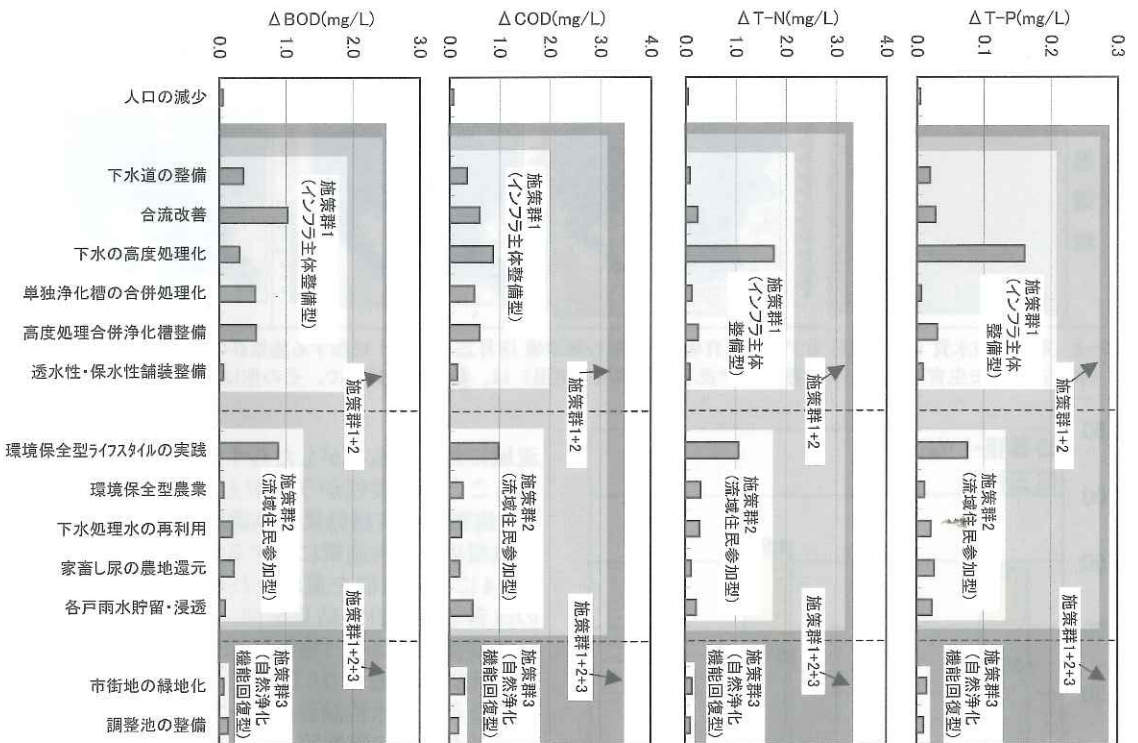 ΔBOD(mg/L)
0.0
1.0
2.0
3.0
ΔCOD(mg/L)
0.0
1.0
2.0
3.0
4.0
ΔT-N(mg/L)
0.0
1.0
2.0
3.0
4.0
ΔT-P(mg/L)
0.0
0.1
0.2
0.3
人口の減少
下水道の整備
合流改善
下水の高度処理化
単独浄化槽の合併処理化
高度処理合併浄化槽整備
透水性・保水性舗装整備
環境保全型ライフスタイルの実践
環境保全型農業
下水処理水の再利用
家畜し尿の農地還元
各戸雨水貯留・浸透
市街地の緑地化
調整池の整備
施策群1
(インフラ主体整備型)
施策群1+2
施策群2
(流域住民参加型)
施策群1+2+3
施策群3
(自然浄化
機能回復型)
施策群1
(インフラ主体整備型)
施策群1+2
施策群2
(流域住民参加型)
施策群1+2+3
施策群3
(自然浄化
機能回復型)
施策群1
(インフラ主体
整備型)
施策群1+2
施策群2
(流域住民参加型)
施策群1+2+3
施策群3
(自然浄化
機能回復型)
施策群1
(インフラ主体
整備型)
施策群1+2
施策群2
(流域住民参加型)
施策群1+2+3
施策群3
(自然浄化
機能回復型)